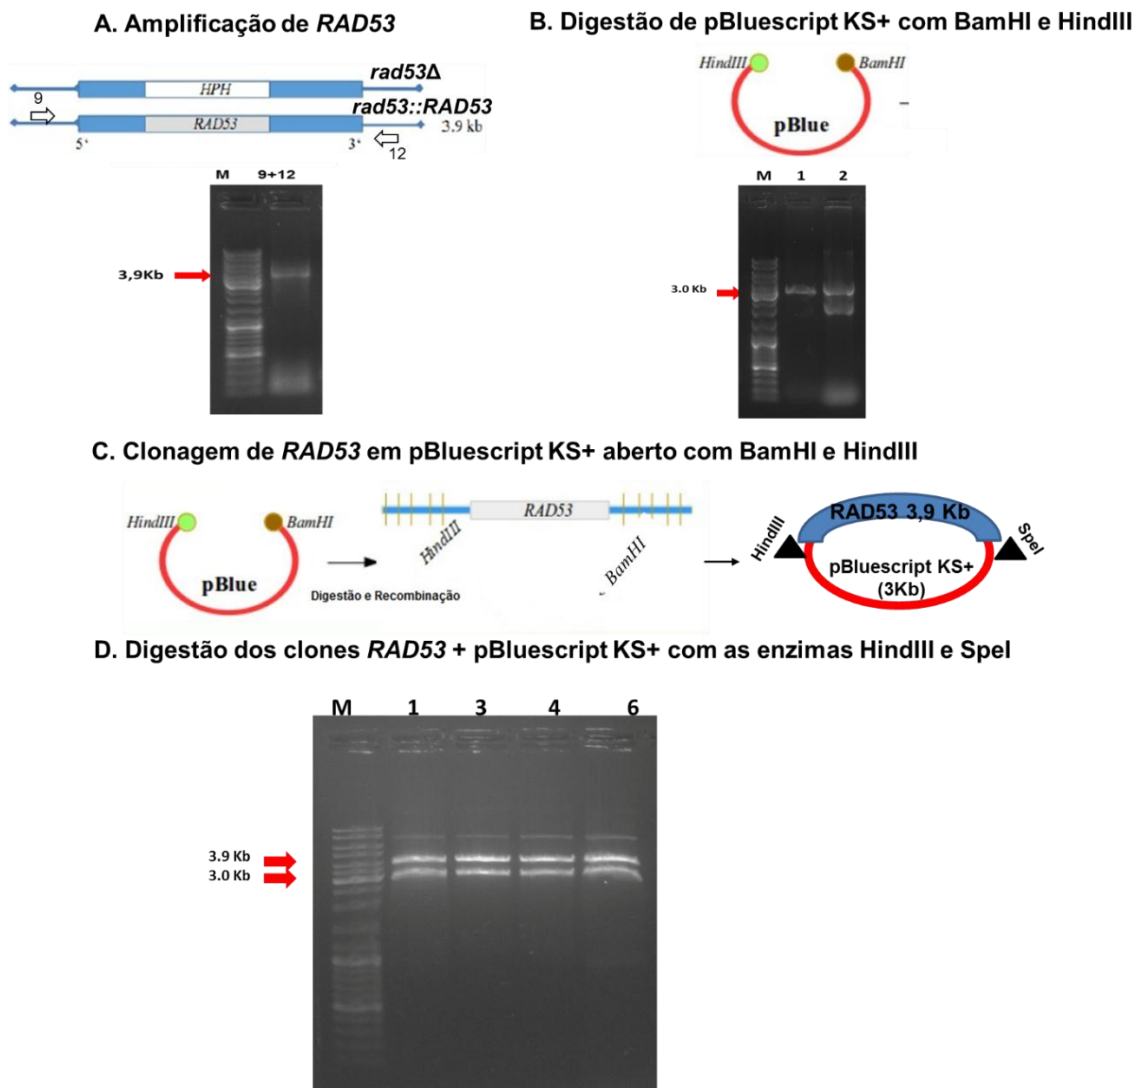 A. Amplificação de RAD53
HPH
rad53Δ
9
rad53::RAD53
RAD53
3.9 kb
5'
3'
12
M 9+12
3,9Kb
B. Digestão de pBluescript KS+ com BamHI e HindIII
HindIII
BamHI
pBlue
M 1 2
3.0 Kb
C. Clonagem de RAD53 em pBluescript KS+ aberto com BamHI e HindIII
HindIII
BamHI
pBlue
Digestão e Recombinação
RAD53
HindIII
BamHI
RAD53 3,9 Kb
HindIII
SpeI
pBluescript KS+
(3Kb)
D. Digestão dos clones RAD53 + pBluescript KS+ com as enzimas HindIII e SpeI
M 1 3 4 6
3.9 Kb
3.0 Kb